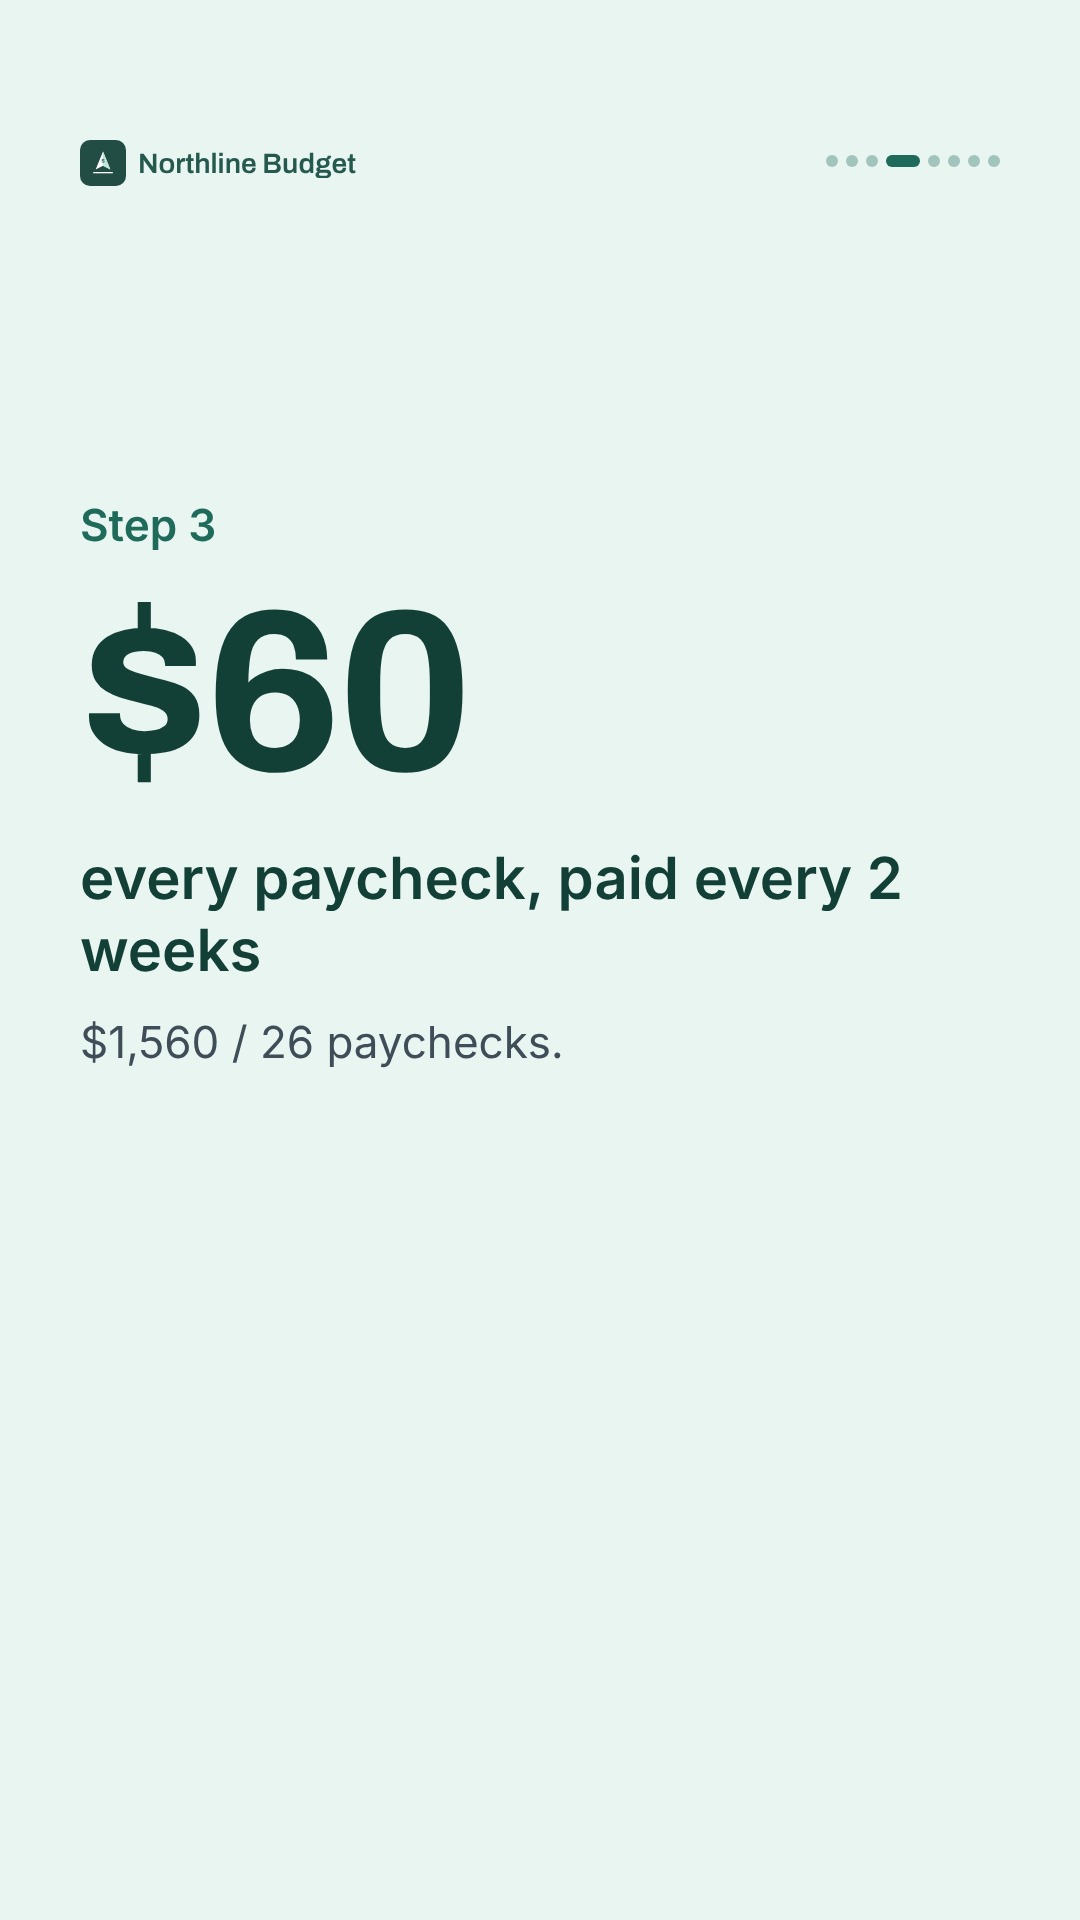 Northline Budget
Step 3
$60
every paycheck, paid every 2
weeks
$1,560 / 26 paychecks.